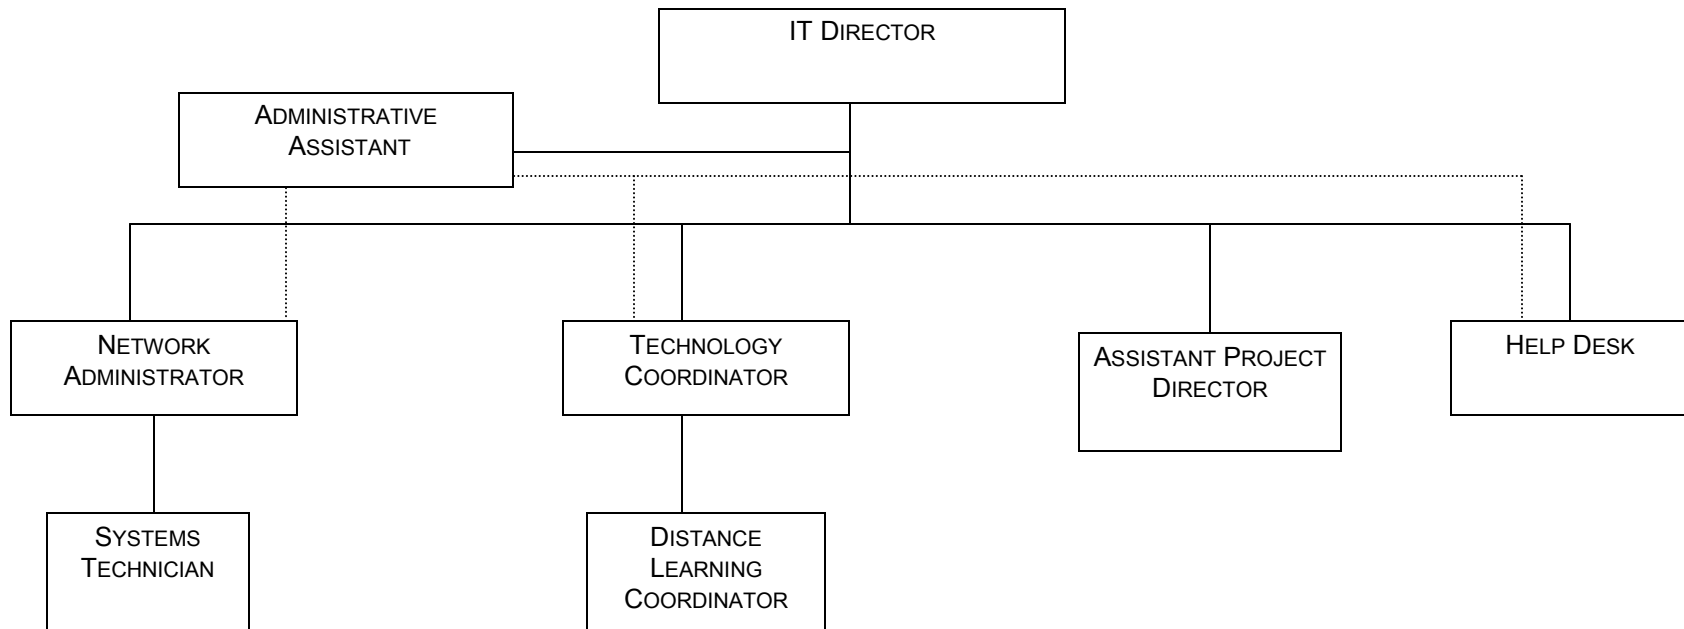 IT DIRECTOR
ADMINISTRATIVE
ASSISTANT
NETWORK
ADMINISTRATOR
TECHNOLOGY
COORDINATOR
ASSISTANT PROJECT
DIRECTOR
HELP DESK
SYSTEMS
TECHNICIAN
DISTANCE
LEARNING
COORDINATOR